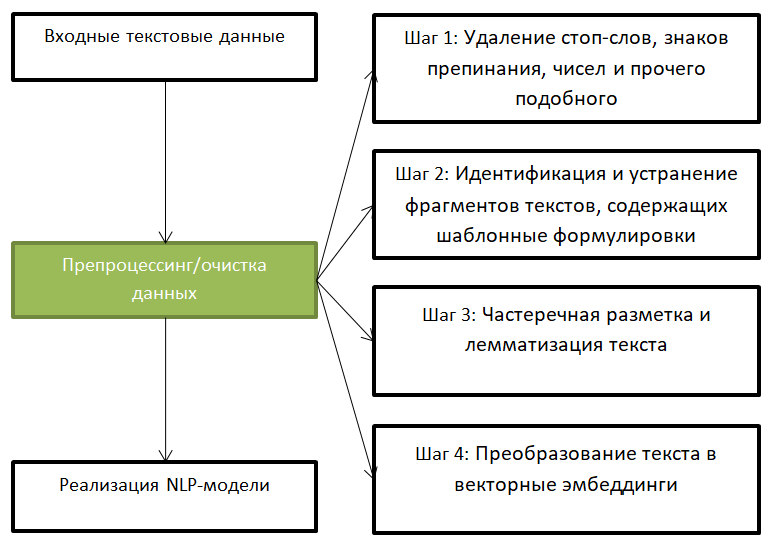 Входные текстовые данные
Препроцессинг/очистка
данных
Реализация NLP-модели
Шаг 1: Удаление стоп-слов, знаков
препинания, чисел и прочего
подобного
Шаг 2: Идентификация и устранение
фрагментов текстов, содержащих
шаблонные формулировки
Шаг 3: Частеречная разметка и
лемматизация текста
Шаг 4: Преобразование текста в
векторные эмбеддинги